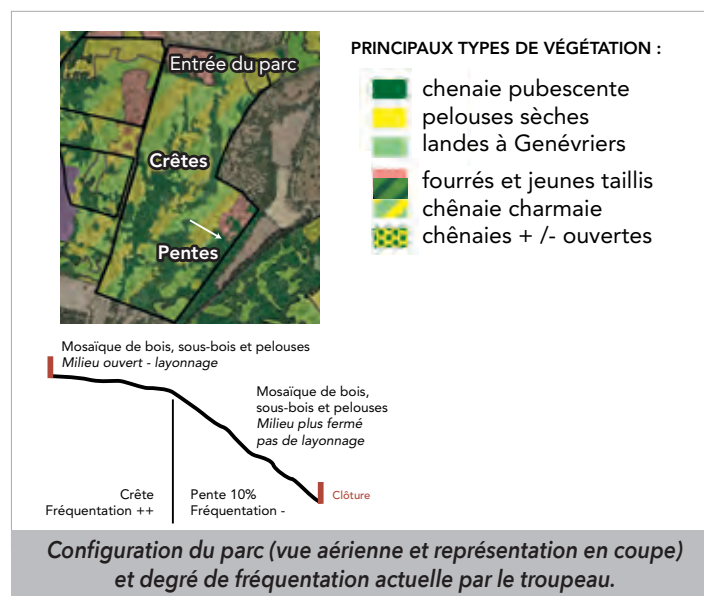 Entrée du parc
Crêtes
Pentes
PRINCIPAUX TYPES DE VÉGÉTATION :
chenaie pubescente
pelouses sèches
landes à Genévriers
fourrés et jeunes taillis
chênaie charmaie
chênaies + /- ouvertes
Mosaïque de bois, sous-bois et pelouses
Milieu ouvert - layonnage
Mosaïque de bois,
sous-bois et pelouses
Milieu plus fermé
pas de layonnage
Crête
Fréquentation ++
Pente 10%
Fréquentation -
Clôture
Configuration du parc (vue aérienne et représentation en coupe)
et degré de fréquentation actuelle par le troupeau.